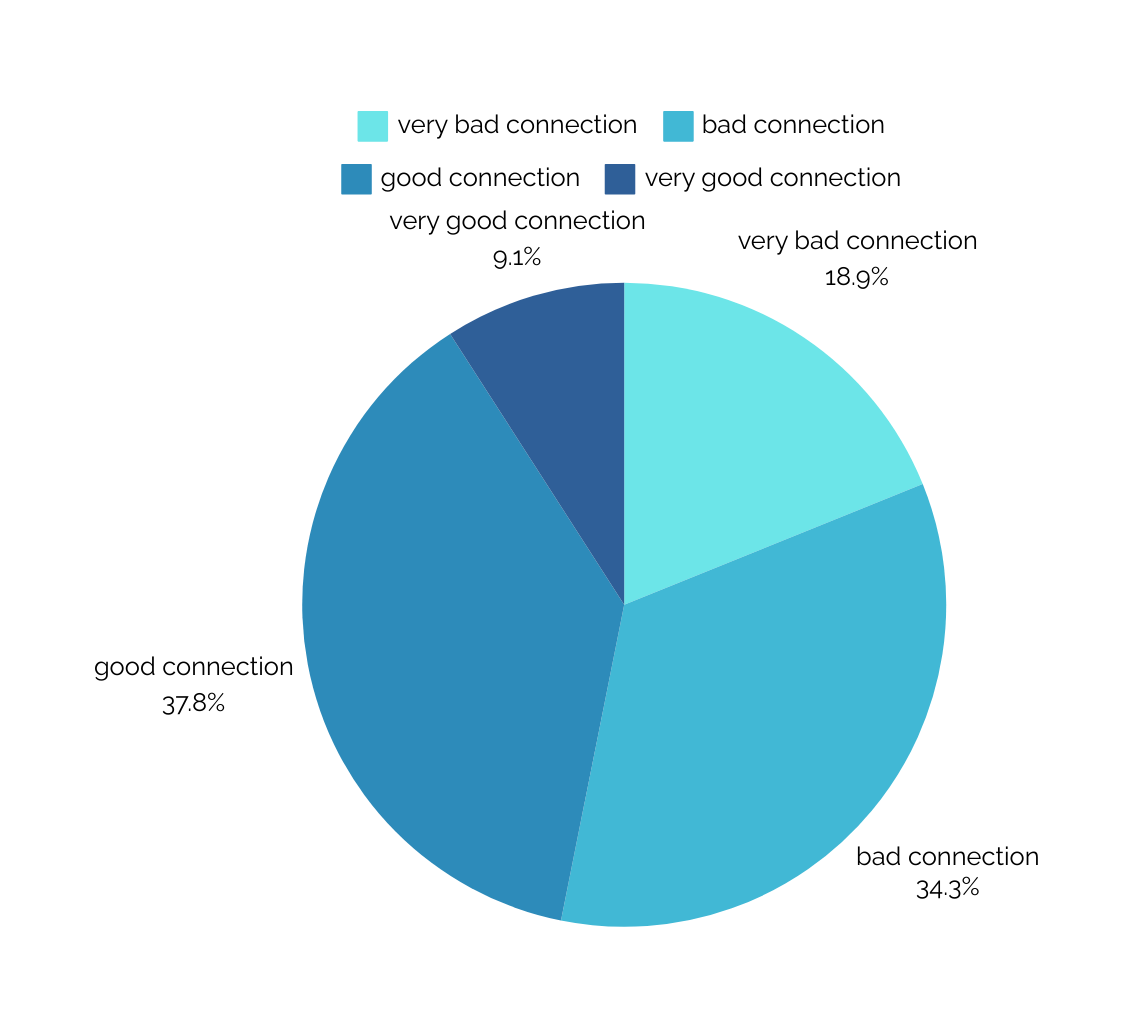 very bad connection bad connection
good connection very good connection
very good connection
9.1%
very bad connection
18.9%
good connection
37.8%
bad connection
34.3%